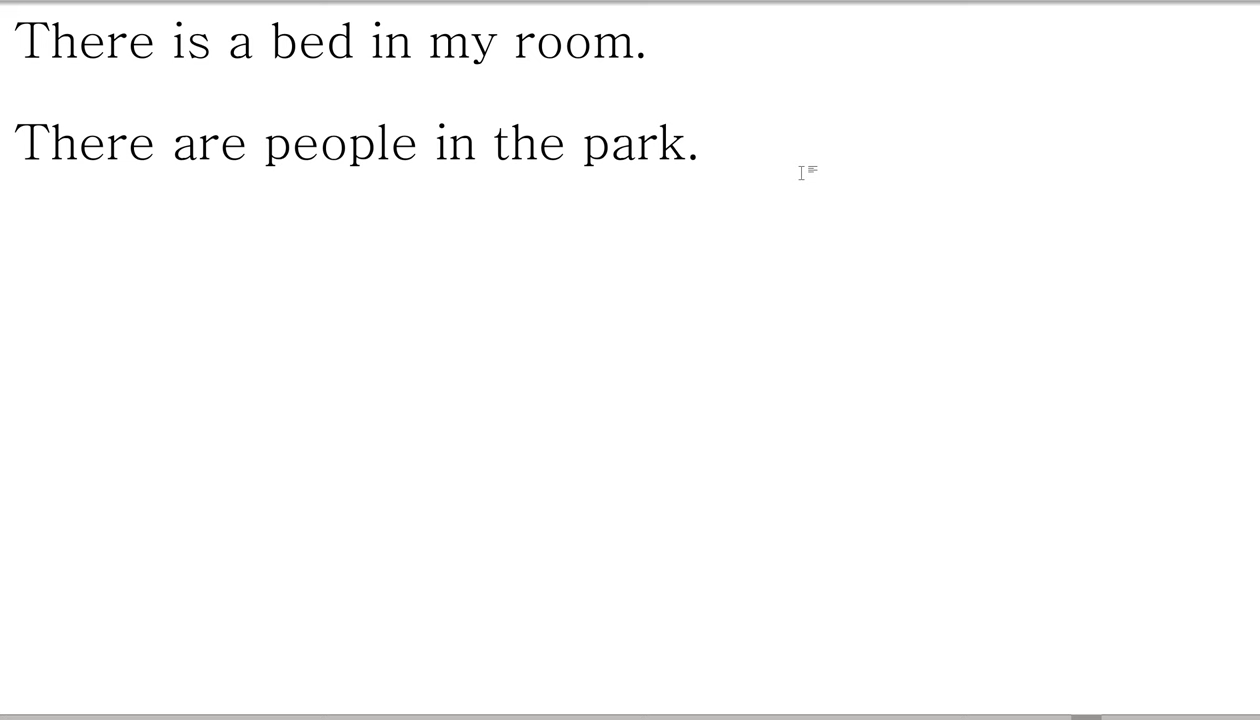 There is a bed in my room.
There are people in the park.